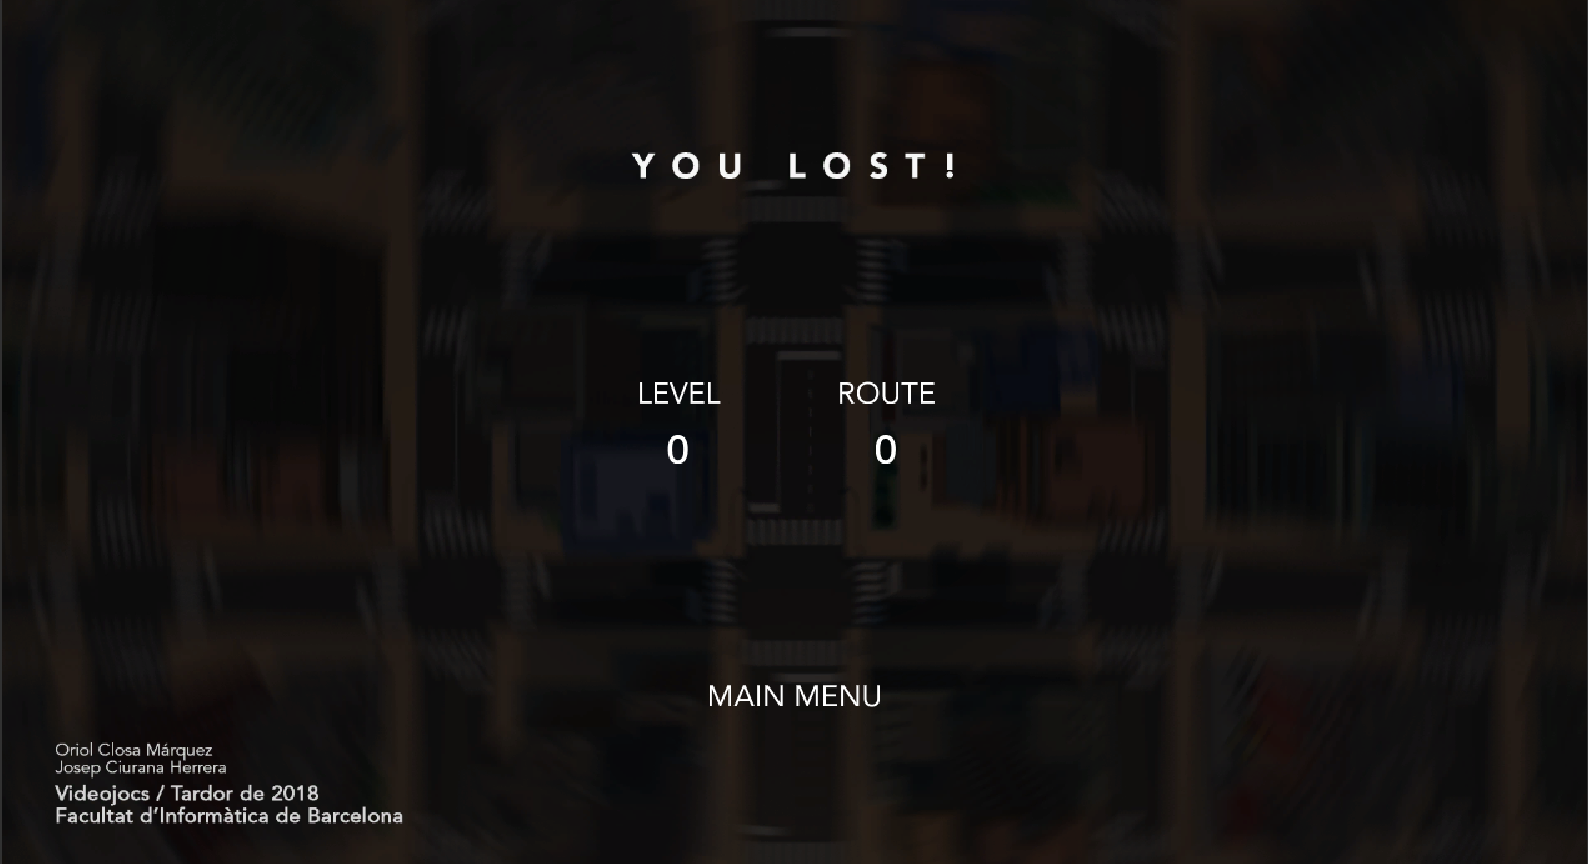 YOU LOST!
LEVEL ROUTE
0 0
MAIN MENU
Oriol Closa Márquez
Josep Ciurana Herrera
Videojocs / Tardor de 2018
Facultat d’Informàtica de Barcelona